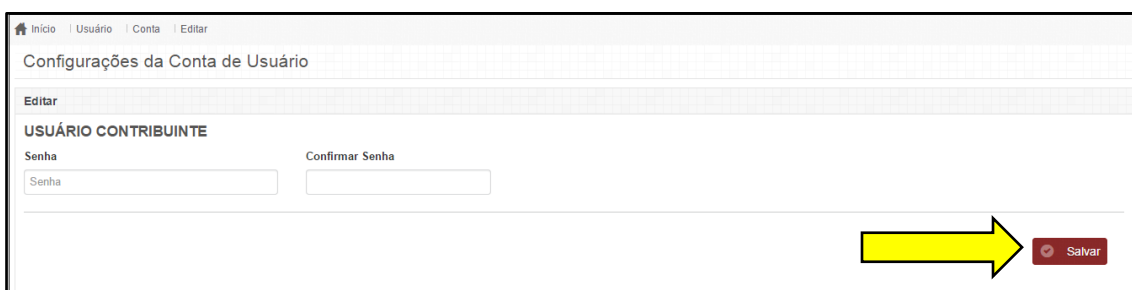 Início Usuário Conta Editar
Configurações da Conta de Usuário
Editar
USUÁRIO CONTRIBUINTE
Senha Confirmar Senha
Senha
Salvar